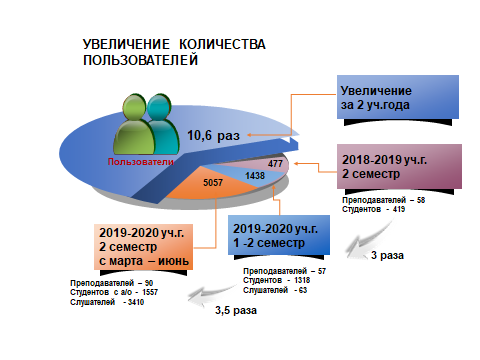 УВЕЛИЧЕНИЕ КОЛИЧЕСТВА
ПОЛЬЗОВАТЕЛЕЙ
Увеличение
за 2 уч.года
10,6 раз
Пользователи
477
1438
5057
2018-2019 уч.г.
2 семестр
Преподавателей – 58
Студентов - 419
2019-2020 уч.г.
1 -2 семестр
Преподавателей – 57
Студентов - 1318
Слушателей - 63
3 раза
2019-2020 уч.г.
2 семестр
с марта – июнь
Преподавателей – 90
Студентов с а/о - 1557
Слушателей - 3410
3,5 раза